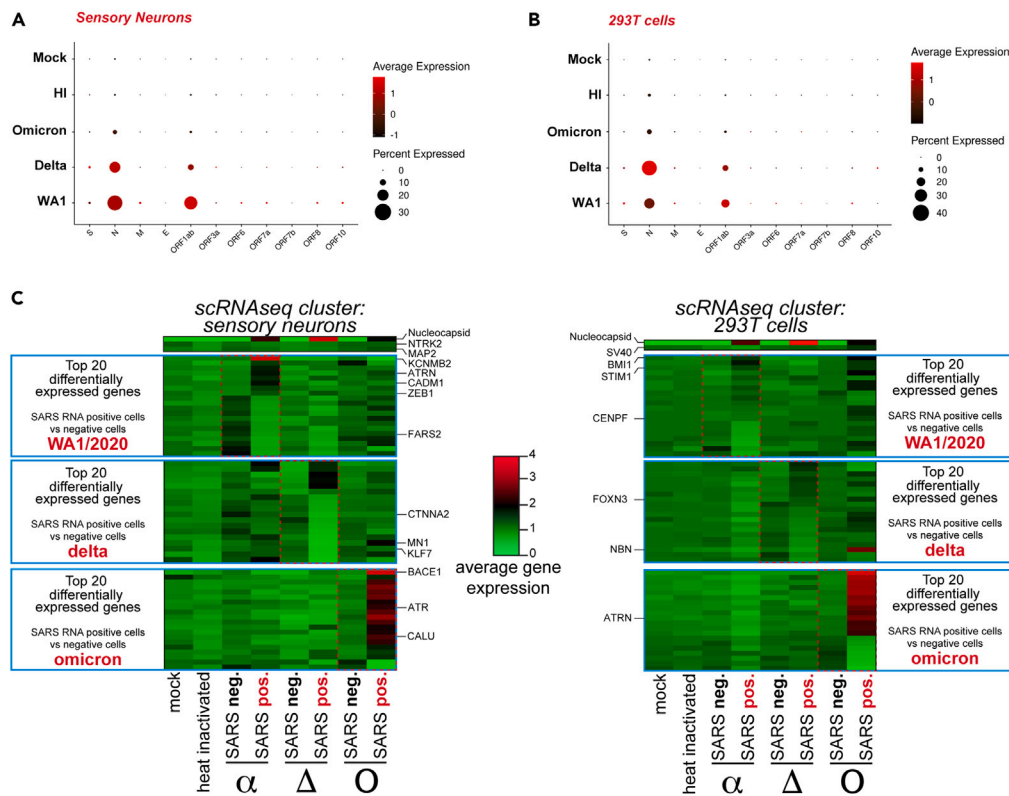 A
Sensory Neurons
Mock
HI
Omicron
Delta
WA1
S
N
M
E
ORF1ab
ORF3a
ORF6
ORF7a
ORF7b
ORF8
ORF10
Average Expression
1
0
-1
Percent Expressed
0
10
20
30
B
293T cells
Mock
HI
Omicron
Delta
WA1
S
N
M
E
ORF1ab
ORF3a
ORF6
ORF7a
ORF7b
ORF8
ORF10
Average Expression
1
0
Percent Expressed
0
10
20
30
40
C
scRNAseq cluster:
sensory neurons
Nucleocapsid
NTRK2
MAP2
KCNMB2
ATRN
CADM1
ZEB1
FARS2
CTNNA2
MN1
KLF7
BACE1
ATR
CALU
Top 20
differentially
expressed genes
SARS RNA positive cells
vs negative cells
WA1/2020
Top 20
differentially
expressed genes
SARS RNA positive cells
vs negative cells
delta
Top 20
differentially
expressed genes
SARS RNA positive cells
vs negative cells
omicron
mock
heat inactivated
SARS neg.
SARS pos.
SARS neg.
SARS pos.
SARS neg.
SARS pos.
α
Δ
O
4
3
2
1
0
average gene
expression
scRNAseq cluster:
293T cells
Nucleocapsid
SV40
BMI1
STIM1
CENPF
FOXN3
NBN
ATRN
Top 20
differentially
expressed genes
SARS RNA positive cells
vs negative cells
WA1/2020
Top 20
differentially
expressed genes
SARS RNA positive cells
vs negative cells
delta
Top 20
differentially
expressed genes
SARS RNA positive cells
vs negative cells
omicron
mock
heat inactivated
SARS neg.
SARS pos.
SARS neg.
SARS pos.
SARS neg.
SARS pos.
α
Δ
O